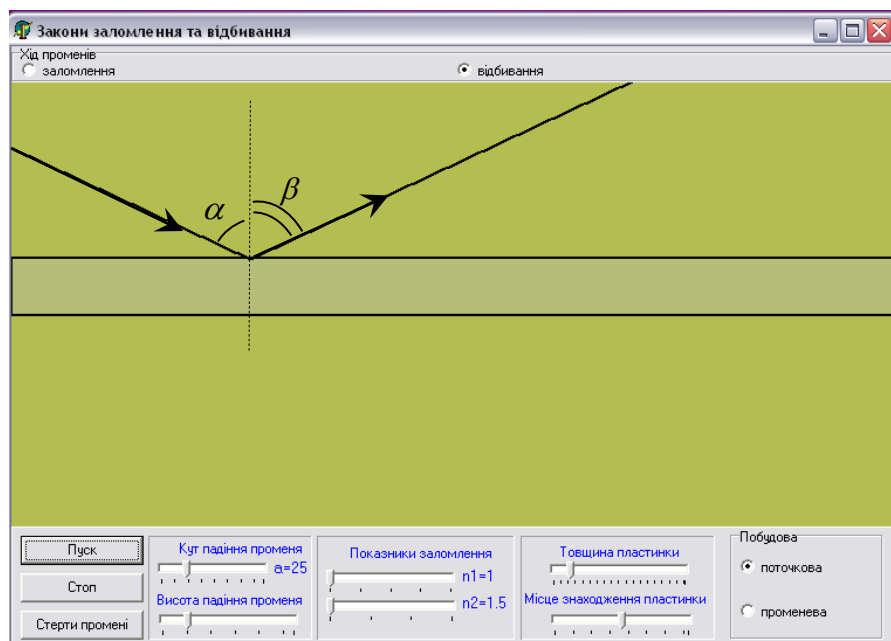 Закони заломлення та відбивання
Хід променів
заломлення
відбивання
α
β
Пуск
Стоп
Стерти промені
Кут падіння променя
a=25
Висота падіння променя
Показники заломлення
n1=1
n2=1.5
Товщина пластинки
Місце знаходження пластинки
Побудова
поточкова
променева